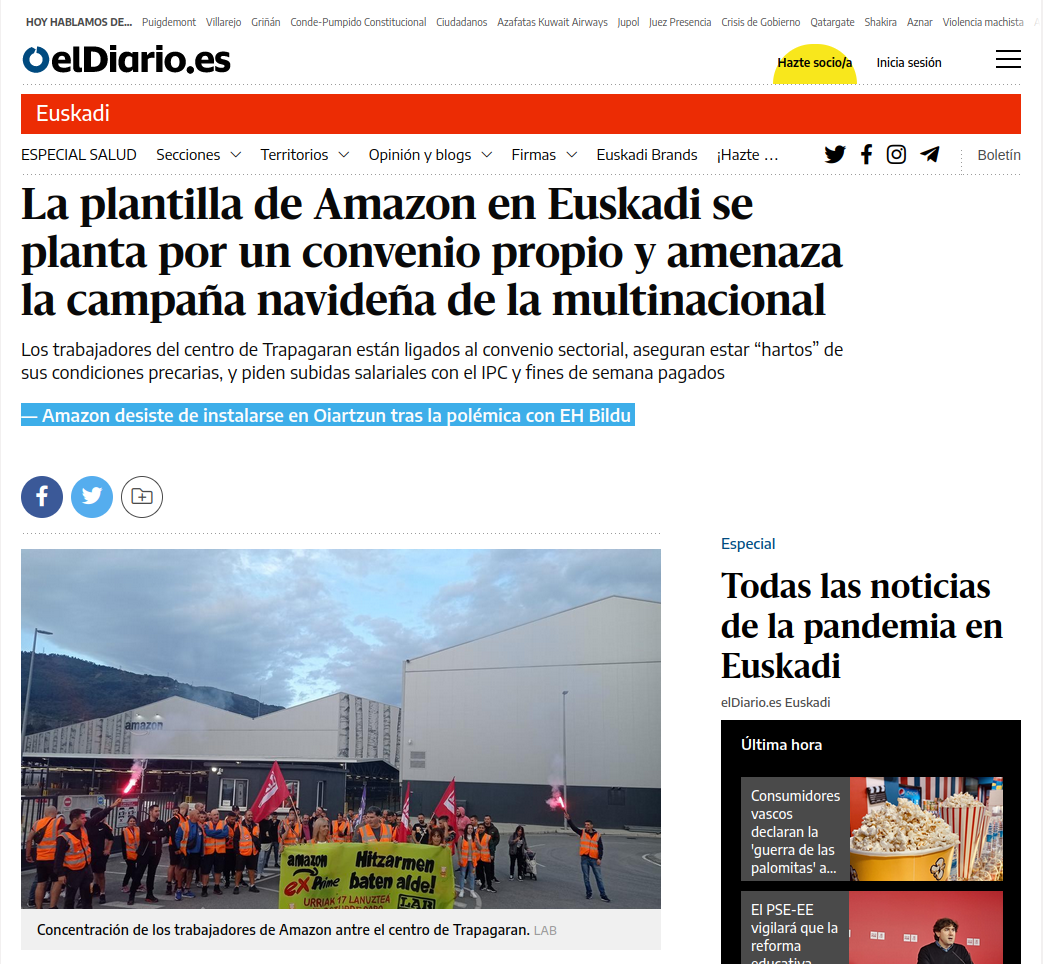 HOY HABLAMOS DE... Puigdemont Villarejo Griñán Conde-Pumpido Constitucional Ciudadanos Azafatas Kuwait Airways Jupol Juez Presencia Crisis de Gobierno Qatargate Shakira Aznar Violencia machista
elDiario.es
Hazte socio/a Inicia sesión
Euskadi
ESPECIAL SALUD Secciones Territorios Opinión y blogs Firmas Euskadi Brands ¡Hazte … Boletín
La plantilla de Amazon en Euskadi se
planta por un convenio propio y amenaza
la campaña navideña de la multinacional
Los trabajadores del centro de Trapagaran están ligados al convenio sectorial, aseguran estar “hartos” de
sus condiciones precarias, y piden subidas salariales con el IPC y fines de semana pagados
— Amazon desiste de instalarse en Oiartzun tras la polémica con EH Bildu
amazon
amazon Hitzarmen
exPrime baten alde!
URRIAK 17 LANUZTEA
LAB
Concentración de los trabajadores de Amazon antre el centro de Trapagaran. LAB
Especial
Todas las noticias
de la pandemia en
Euskadi
elDiario.es Euskadi
Última hora
Consumidores
vascos
declaran la
'guerra de las
palomitas' a...
El PSE-EE
vigilará que la
reforma
educativa